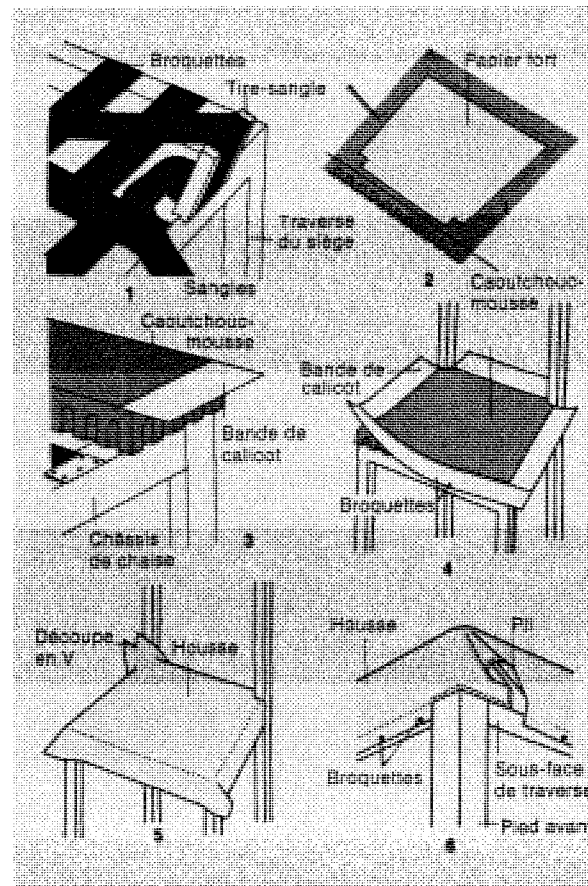 Broquettes
Tire-sangle
Traverse
du siège
1
Sangles
Papier fort
2
Caoutchouc-
mousse
Caoutchouc-
mousse
Bande de
calicot
Châssis
de chaise
3
Bande de
calicot
Broquettes
4
Découpe
en V
Housse
5
Housse
Pli
Broquettes
Sous-face
de traverse
Pied avant
6